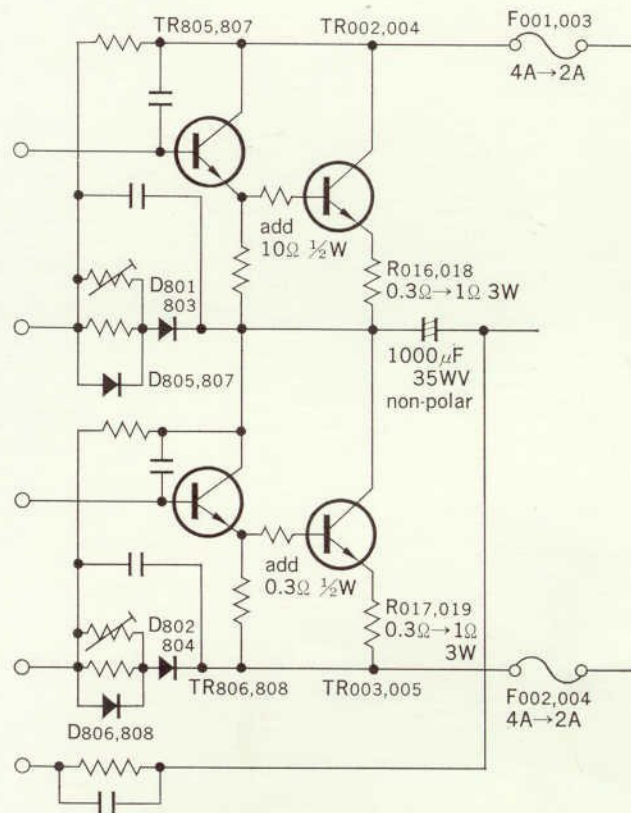 TR805,807
TR002,004
F001,003
4A→2A
add
10Ω ½W
R016,018
0.3Ω→1Ω 3W
D801
803
D805,807
1000μF
35WV
non-polar
add
0.3Ω ½W
R017,019
0.3Ω→1Ω
3W
D802
804
TR806,808
TR003,005
F002,004
4A→2A
D806,808